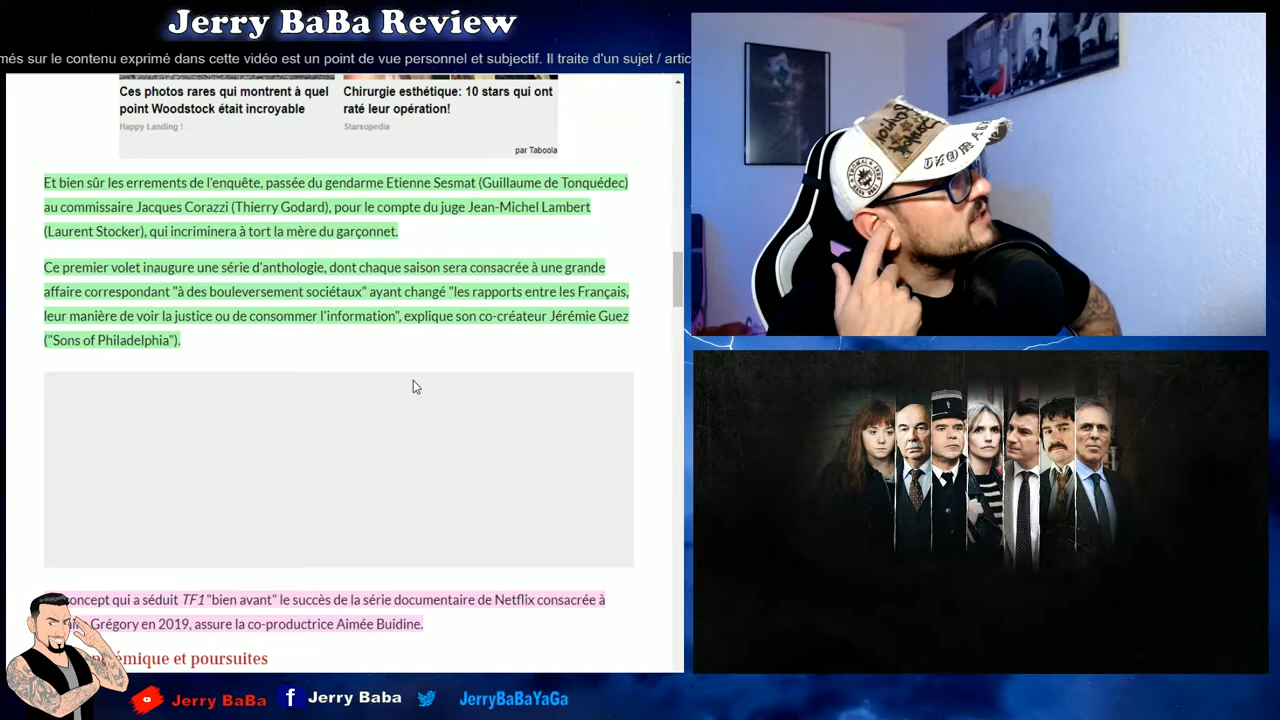 Jerry BaBa Review
més sur le contenu exprimé dans cette vidéo est un point de vue personnel et subjectif. Il traite d'un sujet / artic
Ces photos rares qui montrent à quel
point Woodstock était incroyable
Happy Landing !
Chirurgie esthétique: 10 stars qui ont
raté leur opération!
Starsopedia
par Taboola
Et bien sûr les errements de l'enquête, passée du gendarme Etienne Sesmat (Guillaume de Tonquédec)
au commissaire Jacques Corazzi (Thierry Godard), pour le compte du juge Jean-Michel Lambert
(Laurent Stocker), qui incriminera à tort la mère du garçonnet.
Ce premier volet inaugure une série d'anthologie, dont chaque saison sera consacrée à une grande
affaire correspondant "à des bouleversement sociétaux" ayant changé "les rapports entre les Français,
leur manière de voir la justice ou de consommer l'information", explique son co-créateur Jérémie Guez
("Sons of Philadelphia").
concept qui a séduit TF1 "bien avant" le succès de la série documentaire de Netflix consacrée à
Grégory en 2019, assure la co-productrice Aimée Buidine.
émique et poursuites
Jerry BaBa
Jerry Baba
JerryBaBaYaGa